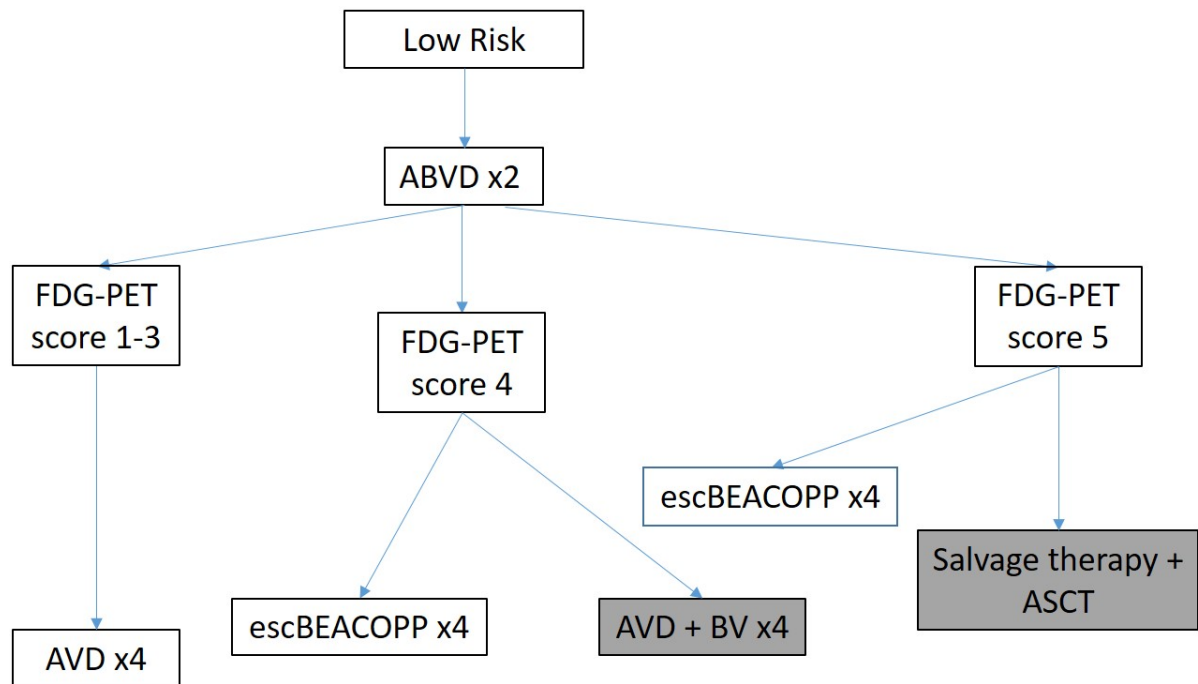 Low Risk
ABVD x2
FDG-PET
score 1-3
FDG-PET
score 4
FDG-PET
score 5
escBEACOPP x4
Salvage therapy +
ASCT
escBEACOPP x4
AVD + BV x4
AVD x4